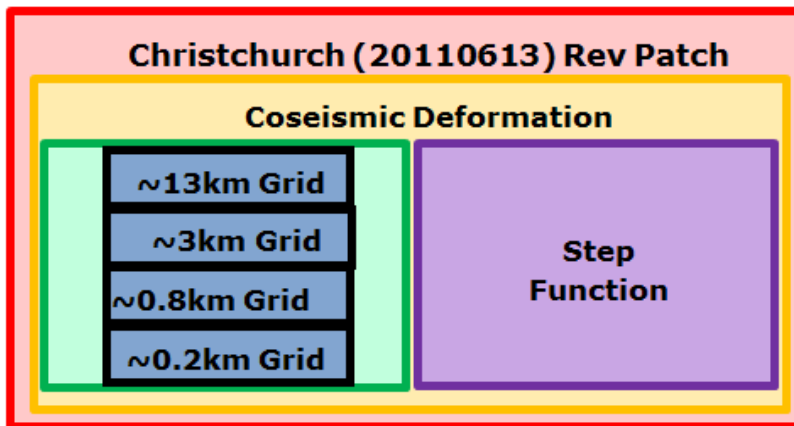 Christchurch (20110613) Rev Patch
Coseismic Deformation
~13km Grid
~3km Grid
~0.8km Grid
~0.2km Grid
Step
Function